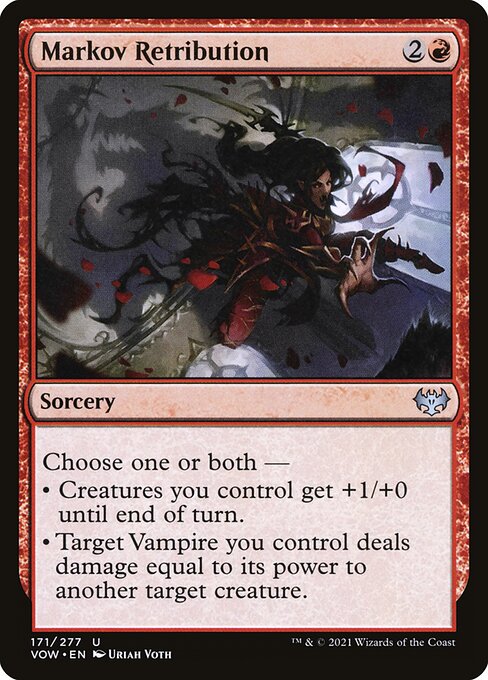 Markov Retribution 2
Sorcery
Choose one or both —
• Creatures you control get +1/+0
until end of turn.
• Target Vampire you control deals
damage equal to its power to
another target creature.
171/277 U
VOW • EN Uriah Voth
™ & © 2021 Wizards of the Coast